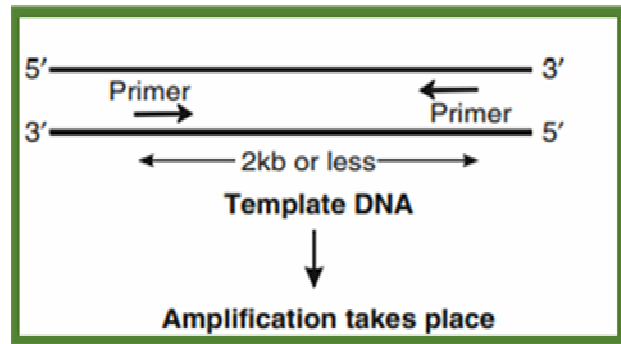 5′ 3′
Primer
Primer
3′ 5′
2kb or less
Template DNA
Amplification takes place